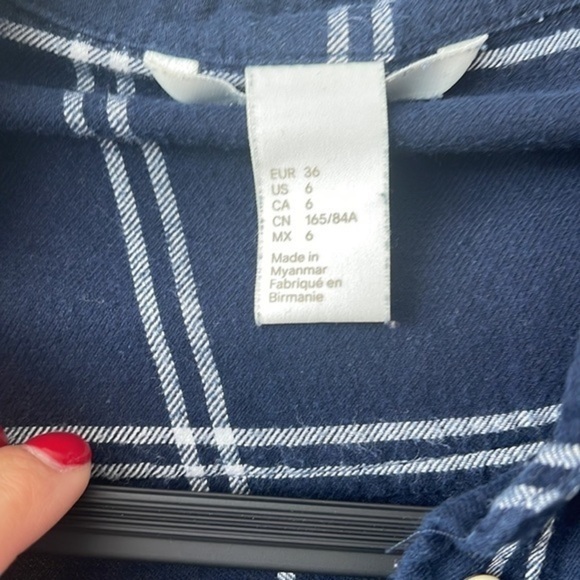 EUR 36
US 6
CA 6
CN 165/84A
MX 6
Made in
Myanmar
Fabriqué en
Birmanie